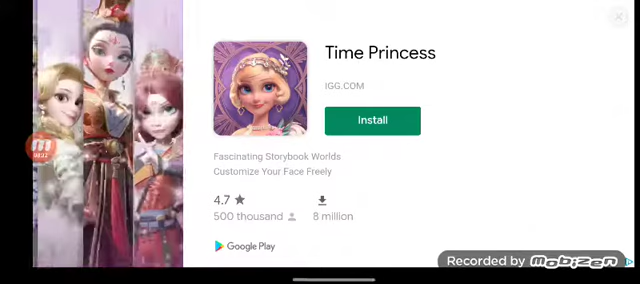 Time Princess
IGG.COM
Install
Fascinating Storybook Worlds
Customize Your Face Freely
4.7
500 thousand
8 million
Google Play
Recorded by Mobizen